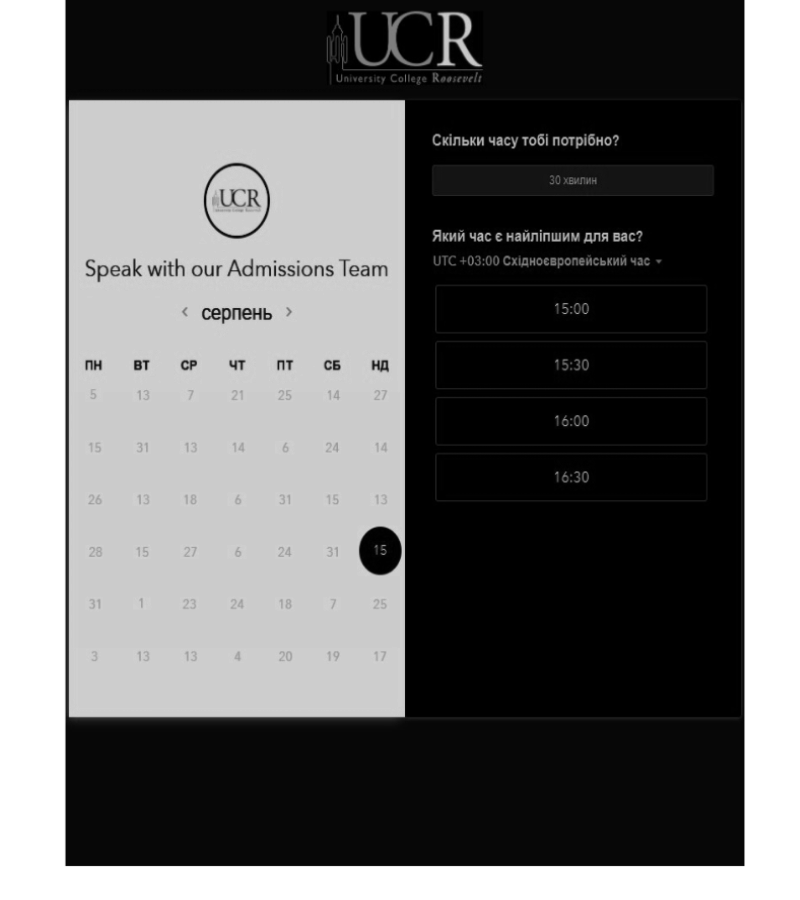 UCR
University College Roosevelt
UCR
Speak with our Admissions Team
серпень
ПН ВТ СР ЧТ ПТ СБ НД
5 13 7 21 25 14 27
15 31 13 14 6 24 14
26 13 18 6 31 15 13
28 15 27 6 24 31 15
31 1 23 24 18 7 25
3 13 13 4 20 19 17
Скільки часу тобі потрібно?
30 хвилин
Який час є найліпшим для вас?
UTC +03:00 Східноєвропейський час
15:00
15:30
16:00
16:30